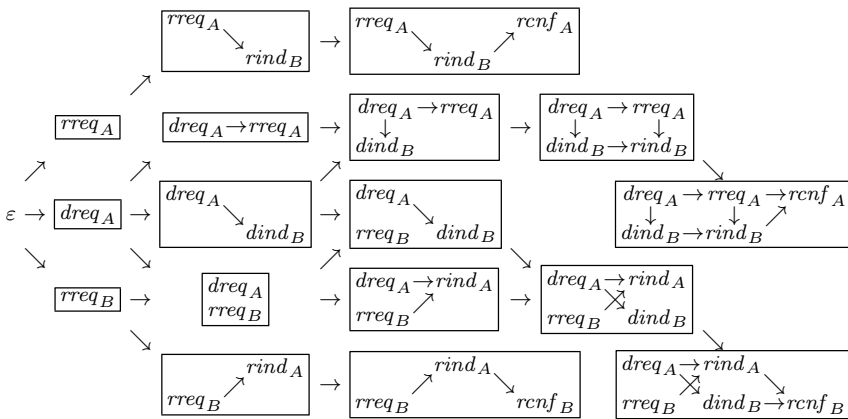 rreq_A → rind_B → rreq_A rind_B rcnf_A
rreq_A dreq_A → rreq_A → dreq_A → rreq_A dind_B → dreq_A → rreq_A dind_B → rind_B
ε → dreq_A → dreq_A dind_B → dreq_A rreq_B dind_B dreq_A → rreq_A → rcnf_A dind_B → rind_B
rreq_B → dreq_A rreq_B → dreq_A → rind_A rreq_B → dreq_A → rind_A rreq_B dind_B
rreq_B rind_A → rreq_B rind_A rcnf_B dreq_A → rind_A rreq_B dind_B → rcnf_B